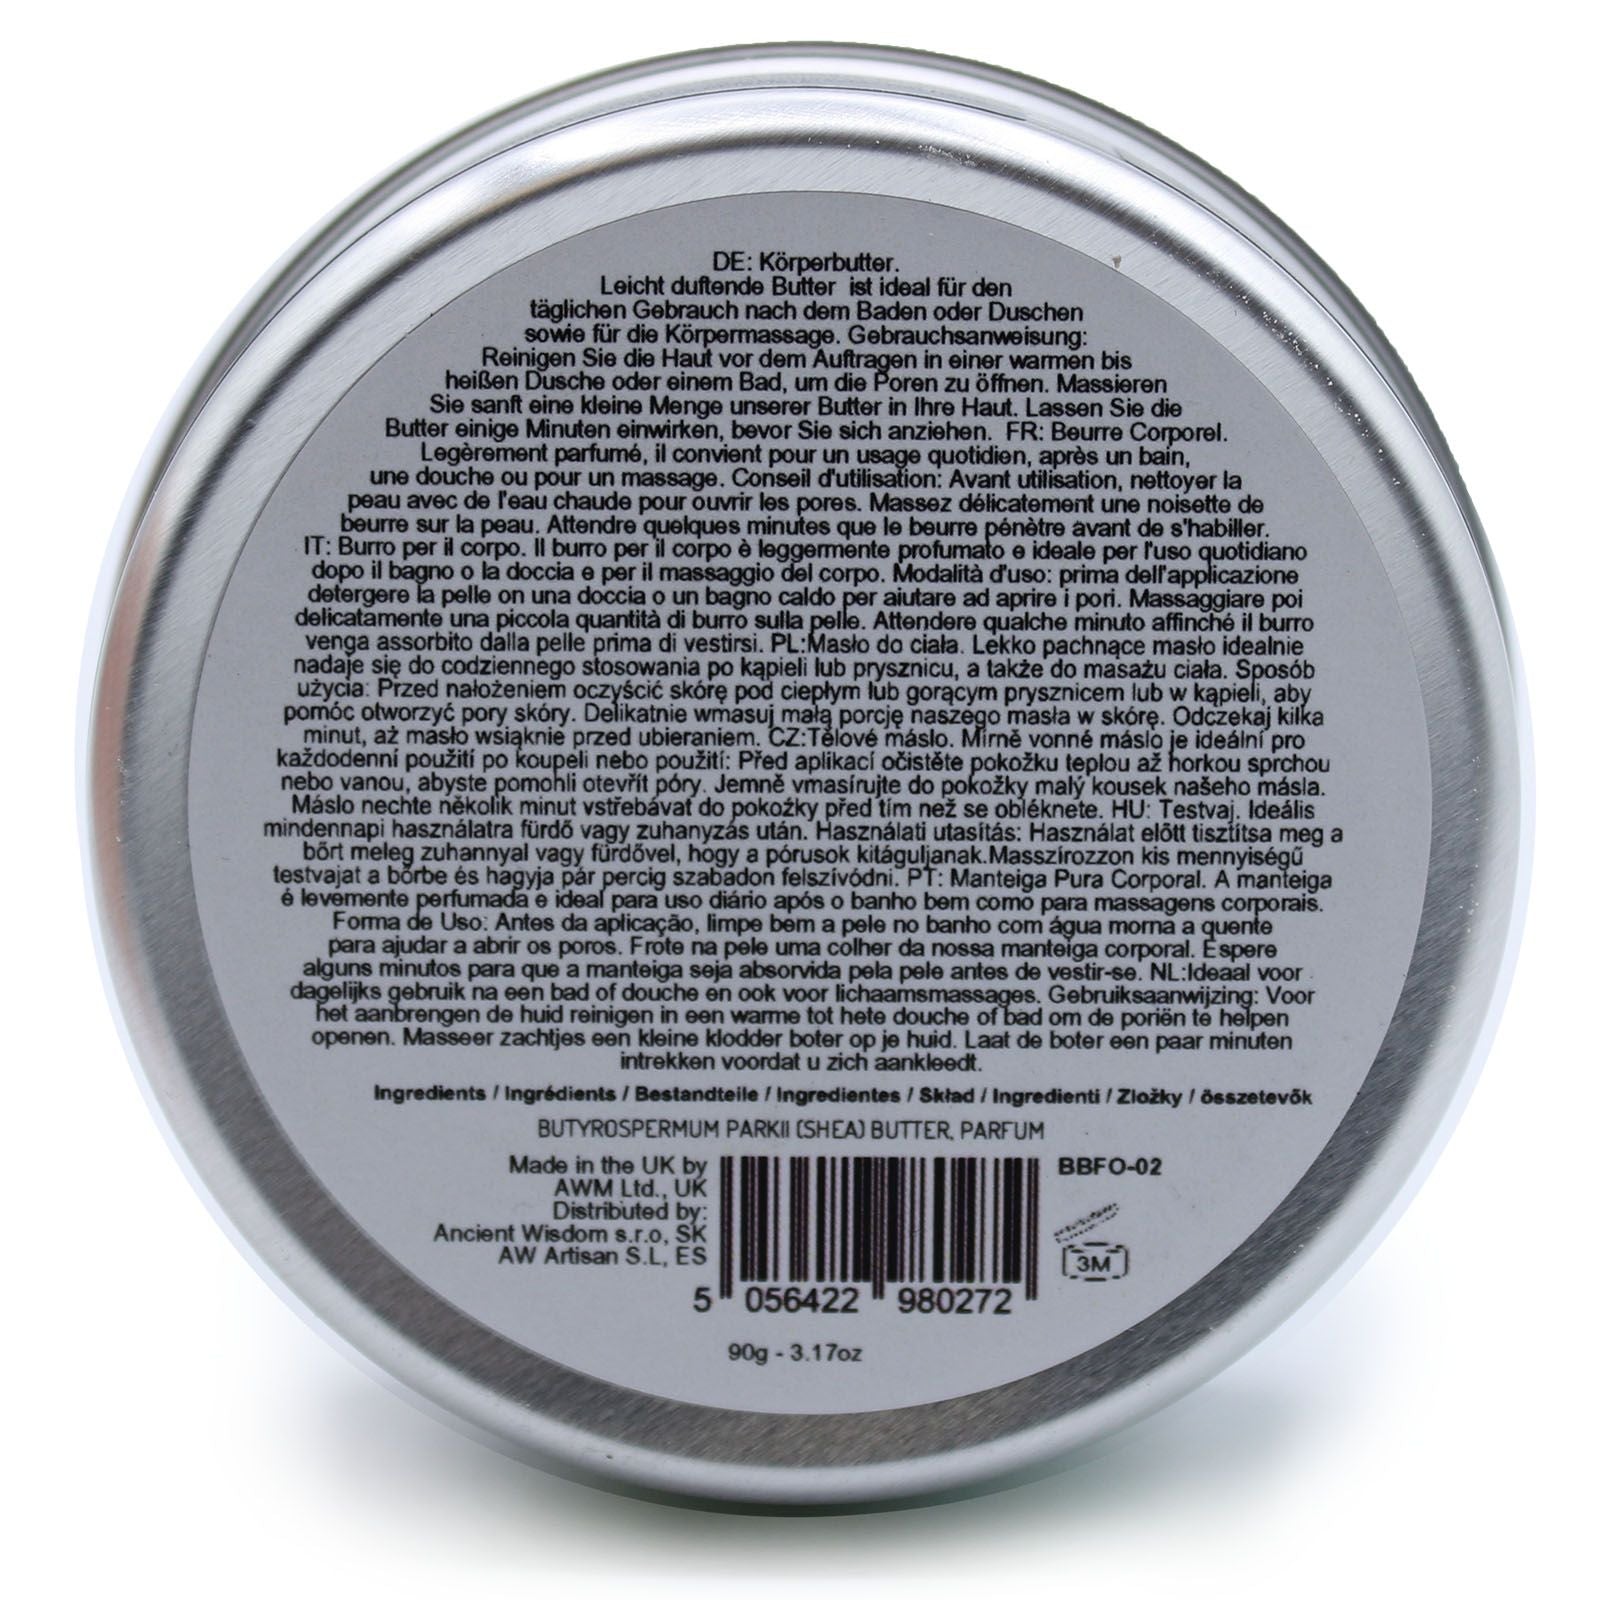 DE: Körperbutter.
Leicht duftende Butter ist ideal für den
täglichen Gebrauch nach dem Baden oder Duschen
sowie für die Körpermassage. Gebrauchsanweisung:
Reinigen Sie die Haut vor dem Auftragen in einer warmen bis
heißen Dusche oder einem Bad, um die Poren zu öffnen. Massieren
Sie sanft eine kleine Menge unserer Butter in Ihre Haut. Lassen Sie die
Butter einige Minuten einwirken, bevor Sie sich anziehen. FR: Beurre Corporel.
Legèrement parfumé, il convient pour un usage quotidien, après un bain,
une douche ou pour un massage. Conseil d'utilisation: Avant utilisation, nettoyer la
peau avec de l'eau chaude pour ouvrir les pores. Massez délicatement une noisette de
beurre sur la peau. Attendre quelques minutes que le beurre pénètre avant de s'habiller.
IT: Burro per il corpo. Il burro per il corpo è leggermente profumato e ideale per l'uso quotidiano
dopo il bagno o la doccia e per il massaggio del corpo. Modalità d'uso: prima dell'applicazione
detergere la pelle on una doccia o un bagno caldo per aiutare ad aprire i pori. Massaggiare poi
delicatamente una piccola quantità di burro sulla pelle. Attendere qualche minuto affinché il burro
venga assorbito dalla pelle prima di vestirsi. PL:Masło do ciała. Lekko pachnące masło idealnie
nadaje się do codziennego stosowania po kąpieli lub prysznicu, a także do masażu ciała. Sposób
użycia: Przed nałożeniem oczyścić skórę pod ciepłym lub gorącym prysznicem lub w kąpieli, aby
pomóc otworzyć pory skóry. Delikatnie wmasuj małą porcję naszego masła w skórę. Odczekaj kilka
minut, aż masło wsiąknie przed ubieraniem. CZ:Tělové máslo. Mírně vonné máslo je ideální pro
každodenní použití po koupeli nebo použití: Před aplikací očistěte pokožku teplou až horkou sprchou
nebo vanou, abyste pomohli otevřít póry. Jemně vmasírujte do pokožky malý kousek našeho másla.
Máslo nechte několik minut vstřebávat do pokožky před tím než se obléknete. HU: Testvaj. Ideális
mindennapi használatra fürdő vagy zuhanyzás után. Használati utasítás: Használat előtt tisztítsa meg a
bőrt meleg zuhannyal vagy fürdővel, hogy a pórusok kitáguljanak.Masszírozzon kis mennyiségű
testvajat a bőrbe és hagyja pár percig szabadon felszívódni. PT: Manteiga Pura Corporal. A manteiga
é levemente perfumada e ideal para uso diário após o banho bem como para massagens corporais.
Forma de Uso: Antes da aplicação, limpe bem a pele no banho com água morna a quente
para ajudar a abrir os poros. Frote na pele uma colher da nossa manteiga corporal. Espere
alguns minutos para que a manteiga seja absorvida pela pele antes de vestir-se. NL:Ideaal voor
dagelijks gebruik na een bad of douche en ook voor lichaamsmassages. Gebruiksaanwijzing: Voor
het aanbrengen de huid reinigen in een warme tot hete douche of bad om de poriën te helpen
openen. Masseer zachtjes een kleine klodder boter op je huid. Laat de boter een paar minuten
intrekken voordat u zich aankleedt.
Ingredients / Ingrédients / Bestandteile / Ingredientes / Skład / Ingredienti / Zložky / összetevők
BUTYROSPERMUM PARKII (SHEA) BUTTER, PARFUM
Made in the UK by
AWM Ltd., UK
Distributed by:
Ancient Wisdom s.r.o, SK
AW Artisan S.L, ES
BBFO-02
3M
5 056422 980272
90g - 3.17oz